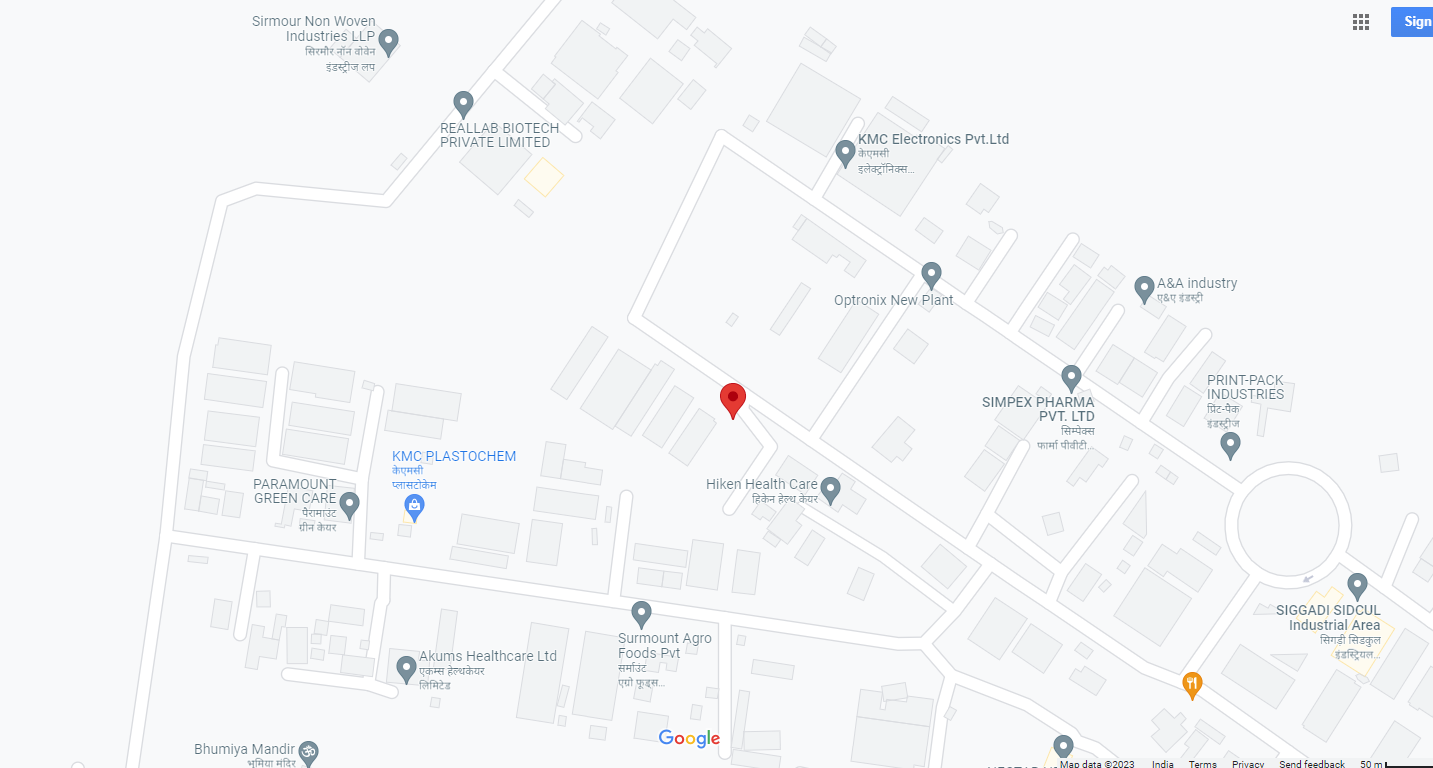 Sirmour Non Woven
Industries LLP
सिरमौर नॉन वोवेन
इंडस्ट्रीज लप
Sign
REALLAB BIOTECH
PRIVATE LIMITED
KMC Electronics Pvt.Ltd
केएमसी
इलेक्ट्रॉनिक्स...
Optronix New Plant
A&A industry
ए&ए इंडस्ट्री
SIMPEX PHARMA
PVT. LTD
सिम्पेक्स
फार्मा पीवीटी...
PRINT-PACK
INDUSTRIES
प्रिंट-पैक
इंडस्ट्रीज
KMC PLASTOCHEM
केएमसी
प्लासटोकेम
PARAMOUNT
GREEN CARE
पैरामाउंट
ग्रीन केयर
Hiken Health Care
हिकेन हेल्थ केयर
SIGGADI SIDCUL
Industrial Area
सिगड़ी सिडकुल
इंडस्ट्रियल...
Surmount Agro
Foods Pvt
सर्माउंट
एग्रो फूड्स...
Akums Healthcare Ltd
एकम्स हेल्थकेयर
लिमिटेड
Bhumiya Mandir
भूमिया मंदिर
Google
Map data ©2023
India
Terms
Privacy
Send feedback
50 m